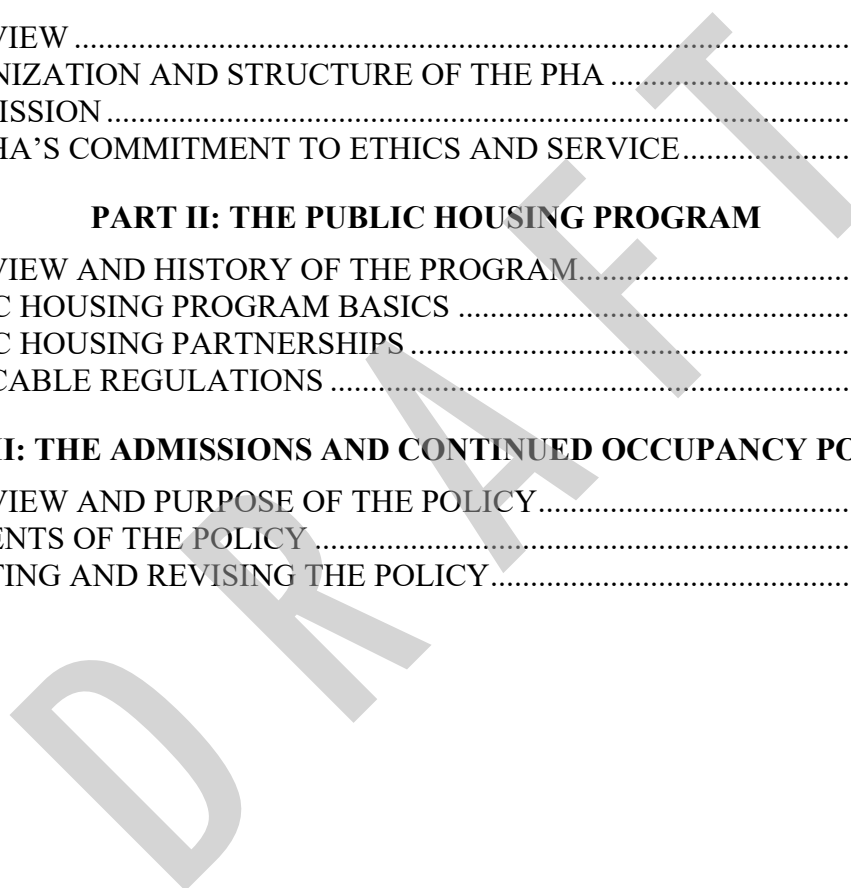 VIEW
NIZATION AND STRUCTURE OF THE PHA
ISSION
HA’S COMMITMENT TO ETHICS AND SERVICE
PART II: THE PUBLIC HOUSING PROGRAM
VIEW AND HISTORY OF THE PROGRAM
C HOUSING PROGRAM BASICS
C HOUSING PARTNERSHIPS
CABLE REGULATIONS
II: THE ADMISSIONS AND CONTINUED OCCUPANCY PO
VIEW AND PURPOSE OF THE POLICY
ENTS OF THE POLICY
TING AND REVISING THE POLICY
DRAFT